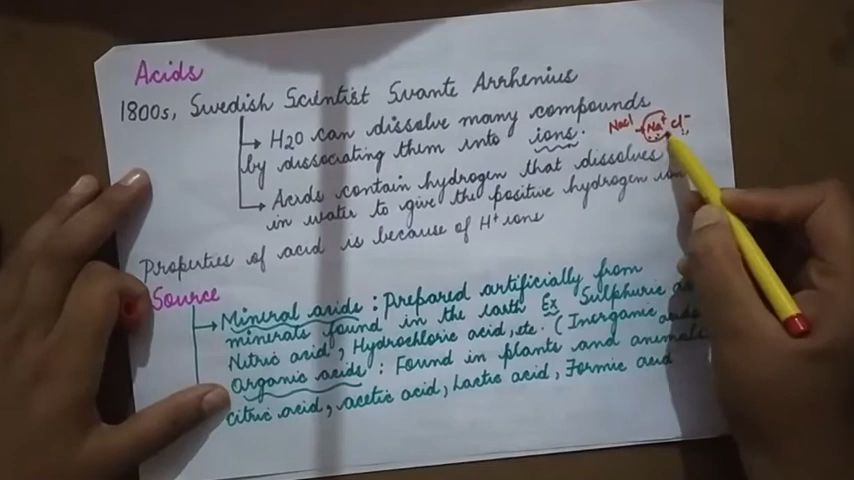 Acids
1800s, Swedish Scientist Svante Arrhenius
H2O can dissolve many compounds
by dissociating them into ions.
NaCl → Na+ Cl-
Acids contain hydrogen that dissolves
in water to give the positive hydrogen ion
Properties of acid is because of H+ ions
Source
Mineral acids : Prepared artificially from
minerals found in the earth Ex Sulphuric
Nitric acid, Hydrochloric acid, etc. (Inorganic acids
Organic acids : Found in plants and animals
citric acid, acetic acid, Lactic acid, Formic acid